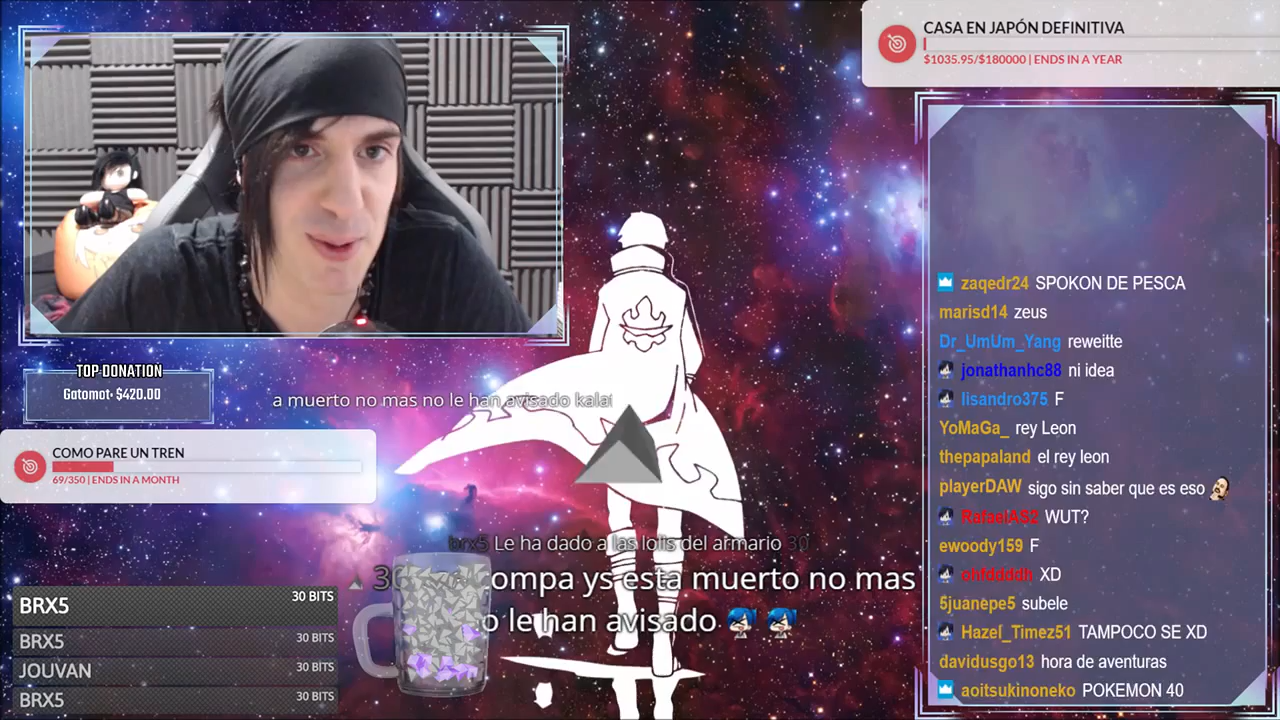 CASA EN JAPÓN DEFINITIVA
$1035.95/$180000 | ENDS IN A YEAR
TOP DONATION
Gatomat- $420.00
a muerto no mas no le han avisado kalai
COMO PARE UN TREN
69/350 | ENDS IN A MONTH
brx5 Le ha dado a las lolis del armario 30
30 compa ys esta muerto no mas
o le han avisado
BRX5 30 BITS
BRX5 30 BITS
JOUVAN 30 BITS
BRX5 30 BITS
zaqedr24 SPOKON DE PESCA
marisd14 zeus
Dr_UmUm_Yang reweitte
jonathanhc88 ni idea
lisandro375 F
YoMaGa_ rey Leon
thepapaland el rey leon
playerDAW sigo sin saber que es eso
RafaelAS2 WUT?
ewoody159 F
ohfddddh XD
5juanepe5 subele
Hazel_Timez51 TAMPOCO SE XD
davidusgo13 hora de aventuras
aoitsukinoneko POKEMON 40